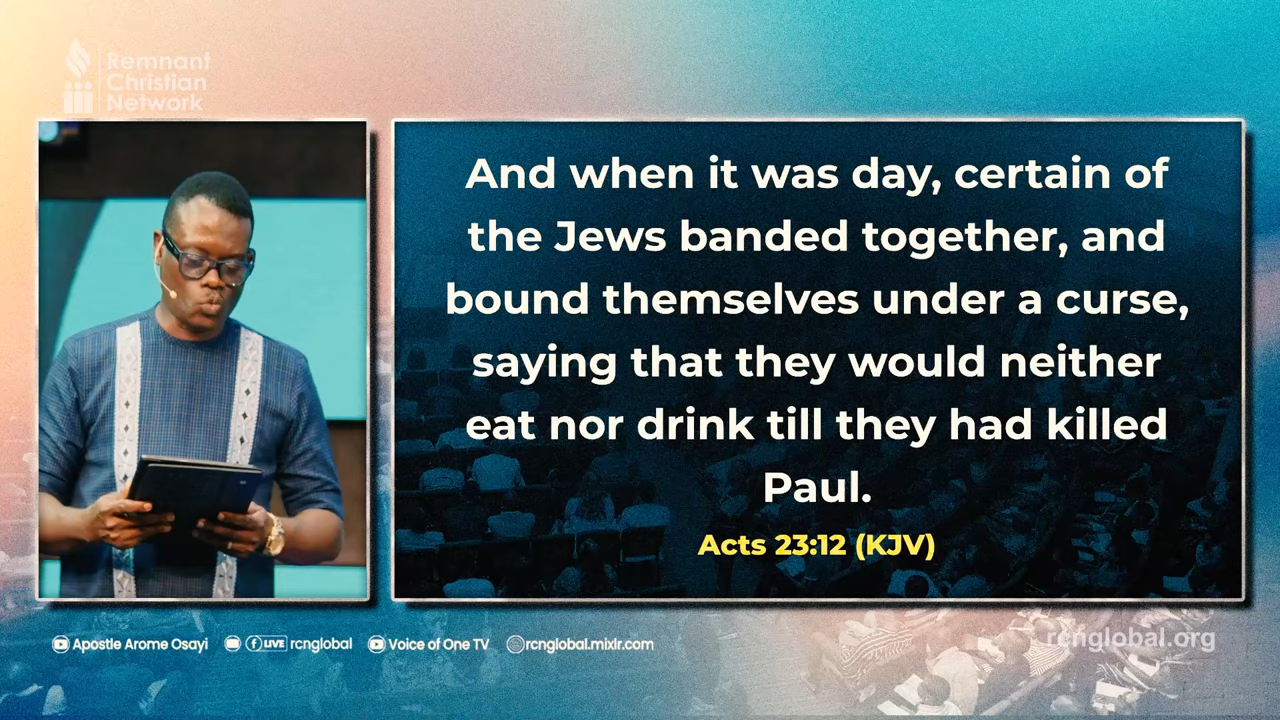 Remnant
Christian
Network
And when it was day, certain of
the Jews banded together, and
bound themselves under a curse,
saying that they would neither
eat nor drink till they had killed
Paul.
Acts 23:12 (KJV)
Apostle Arome Osayi
LIVE rcnglobal
Voice of One TV
rcnglobal.mixlr.com
rcnglobal.org